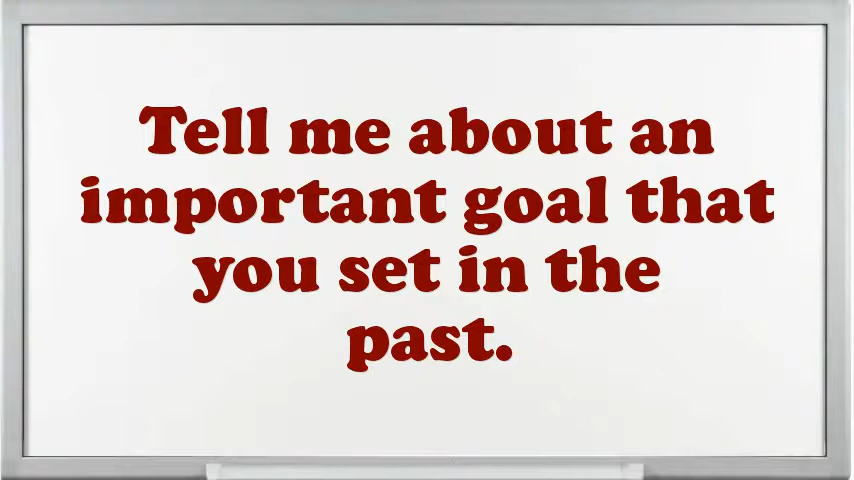 Tell me about an
important goal that
you set in the
past.